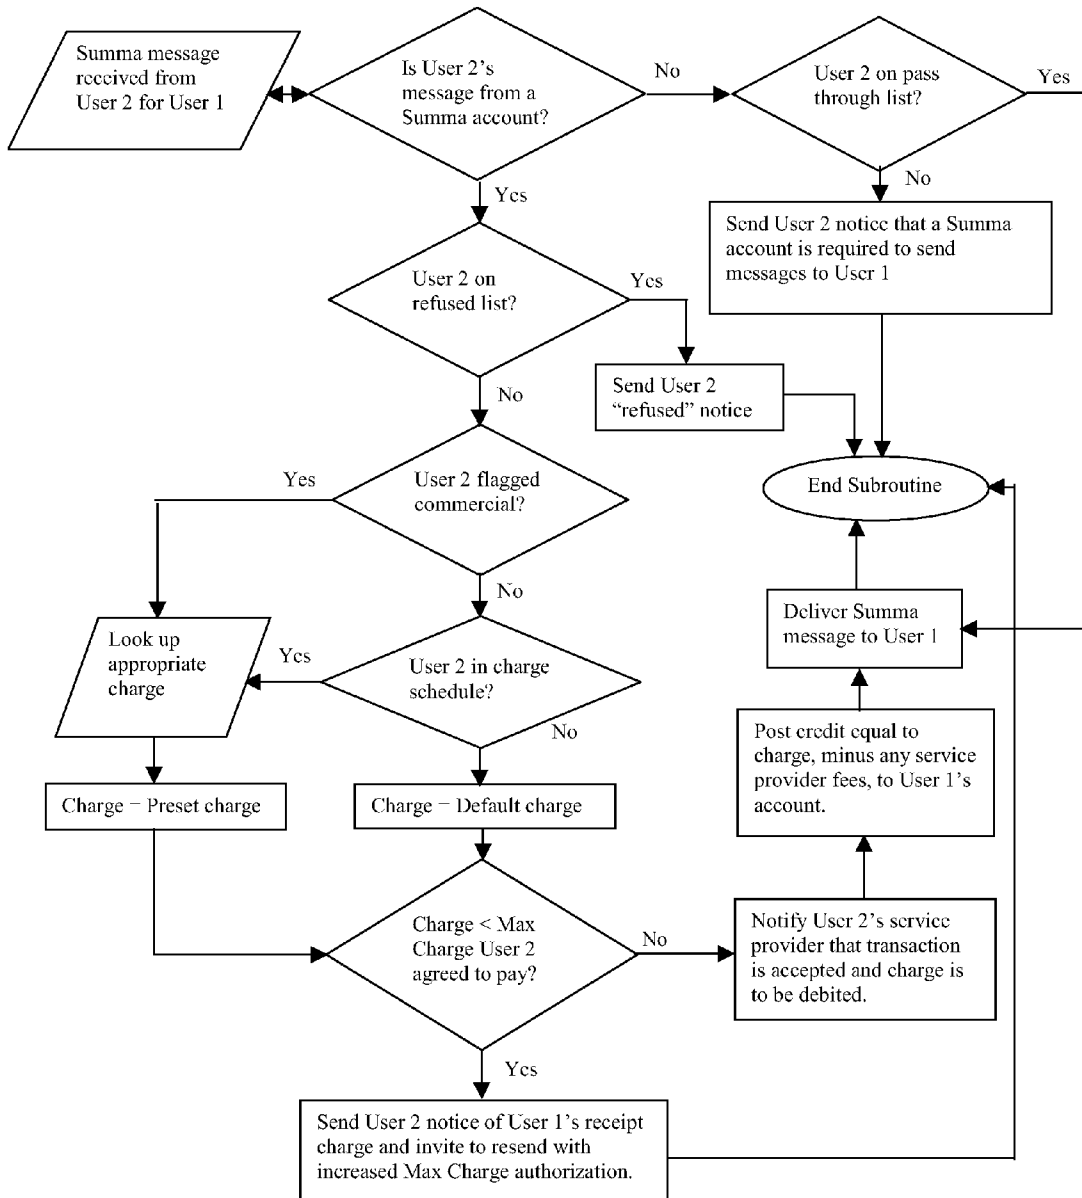 Summa message
received from
User 2 for User 1
Is User 2's
message from a
Summa account?
No
User 2 on pass
through list?
Yes
No
Yes
Send User 2 notice that a Summa
account is required to send
messages to User 1
User 2 on
refused list?
Yes
Send User 2
“refused” notice
No
Yes
User 2 flagged
commercial?
End Subroutine
No
Deliver Summa
message to User 1
Look up
appropriate
charge
Yes
User 2 in charge
schedule?
No
Post credit equal to
charge, minus any service
provider fees, to User 1's
account.
Charge = Preset charge
Charge = Default charge
Charge < Max
Charge User 2
agreed to pay?
No
Notify User 2's service
provider that transaction
is accepted and charge is
to be debited.
Yes
Send User 2 notice of User 1's receipt
charge and invite to resend with
increased Max Charge authorization.